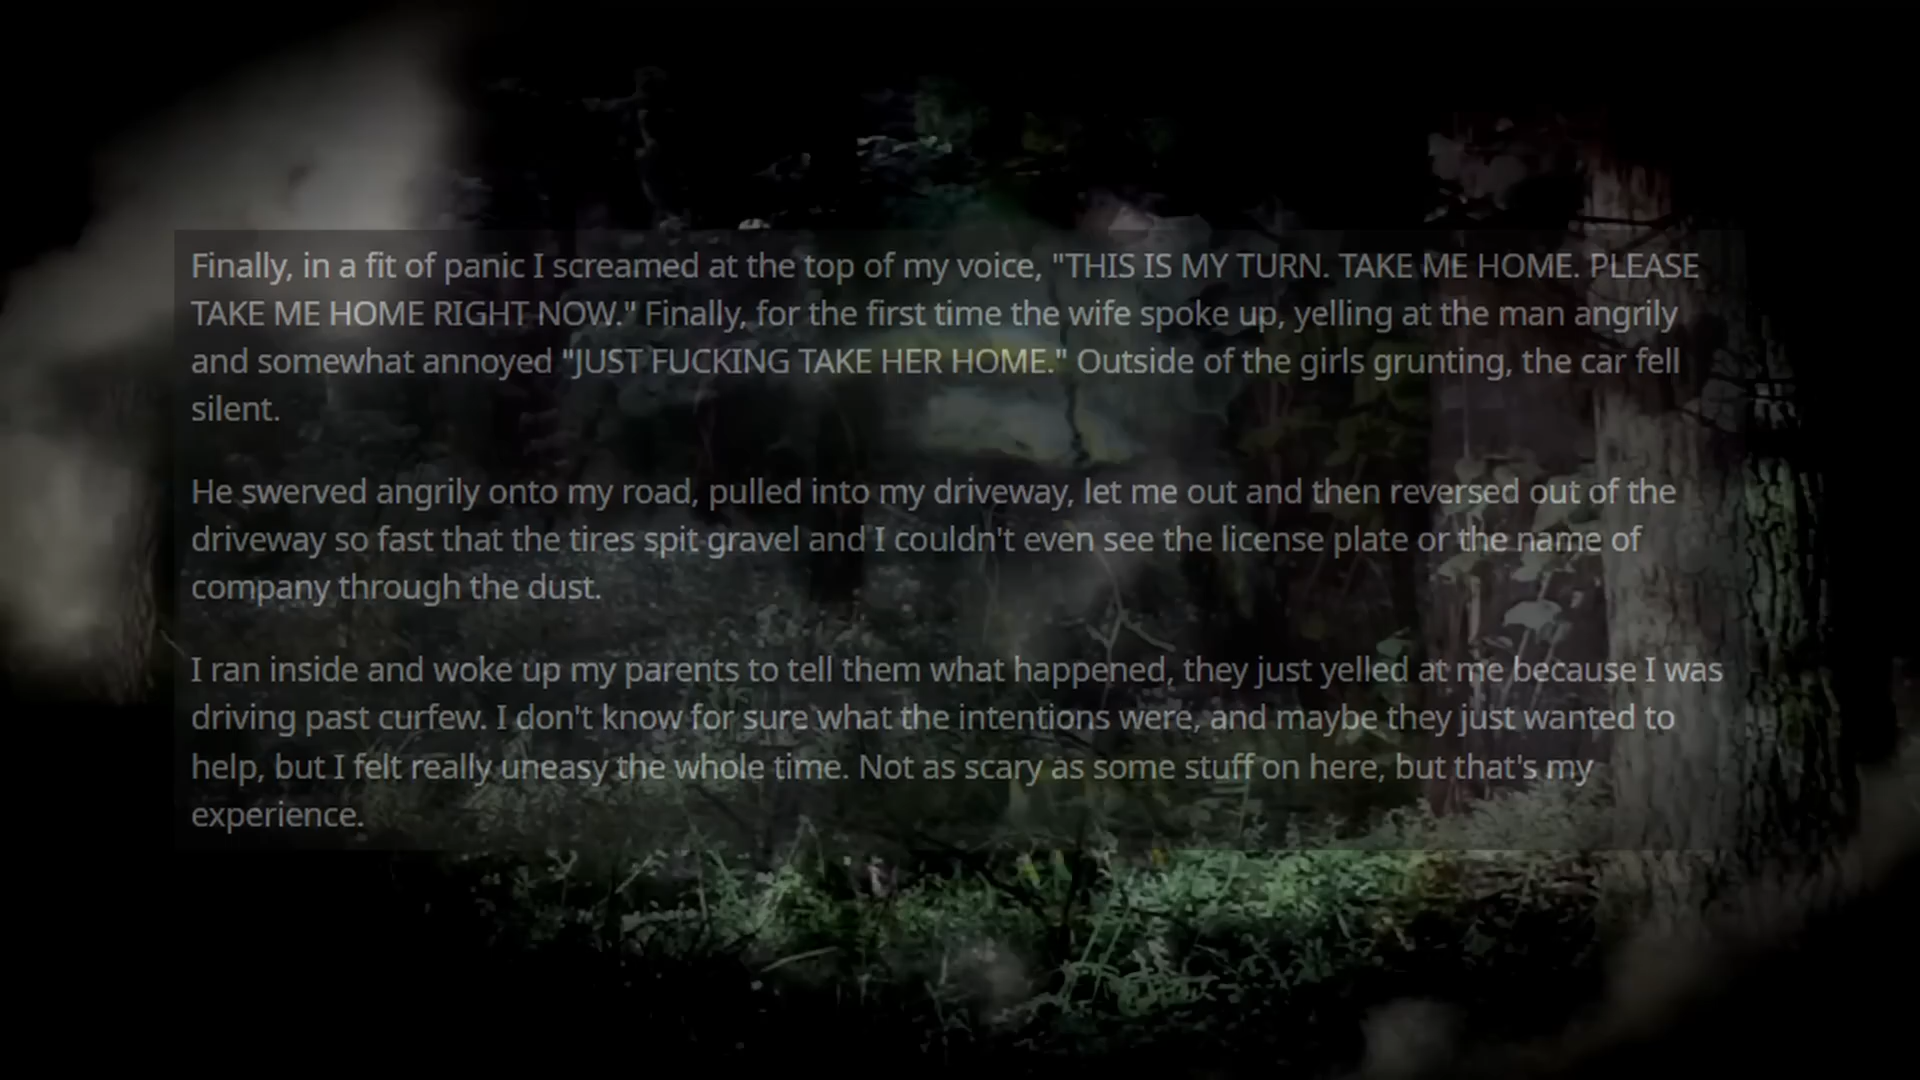 Finally, in a fit of panic I screamed at the top of my voice, "THIS IS MY TURN. TAKE ME HOME. PLEASE
TAKE ME HOME RIGHT NOW." Finally, for the first time the wife spoke up, yelling at the man angrily
and somewhat annoyed "JUST FUCKING TAKE HER HOME." Outside of the girls grunting, the car fell
silent.
He swerved angrily onto my road, pulled into my driveway, let me out and then reversed out of the
driveway so fast that the tires spit gravel and I couldn't even see the license plate or the name of
company through the dust.
I ran inside and woke up my parents to tell them what happened, they just yelled at me because I was
driving past curfew. I don't know for sure what the intentions were, and maybe they just wanted to
help, but I felt really uneasy the whole time. Not as scary as some stuff on here, but that's my
experience.